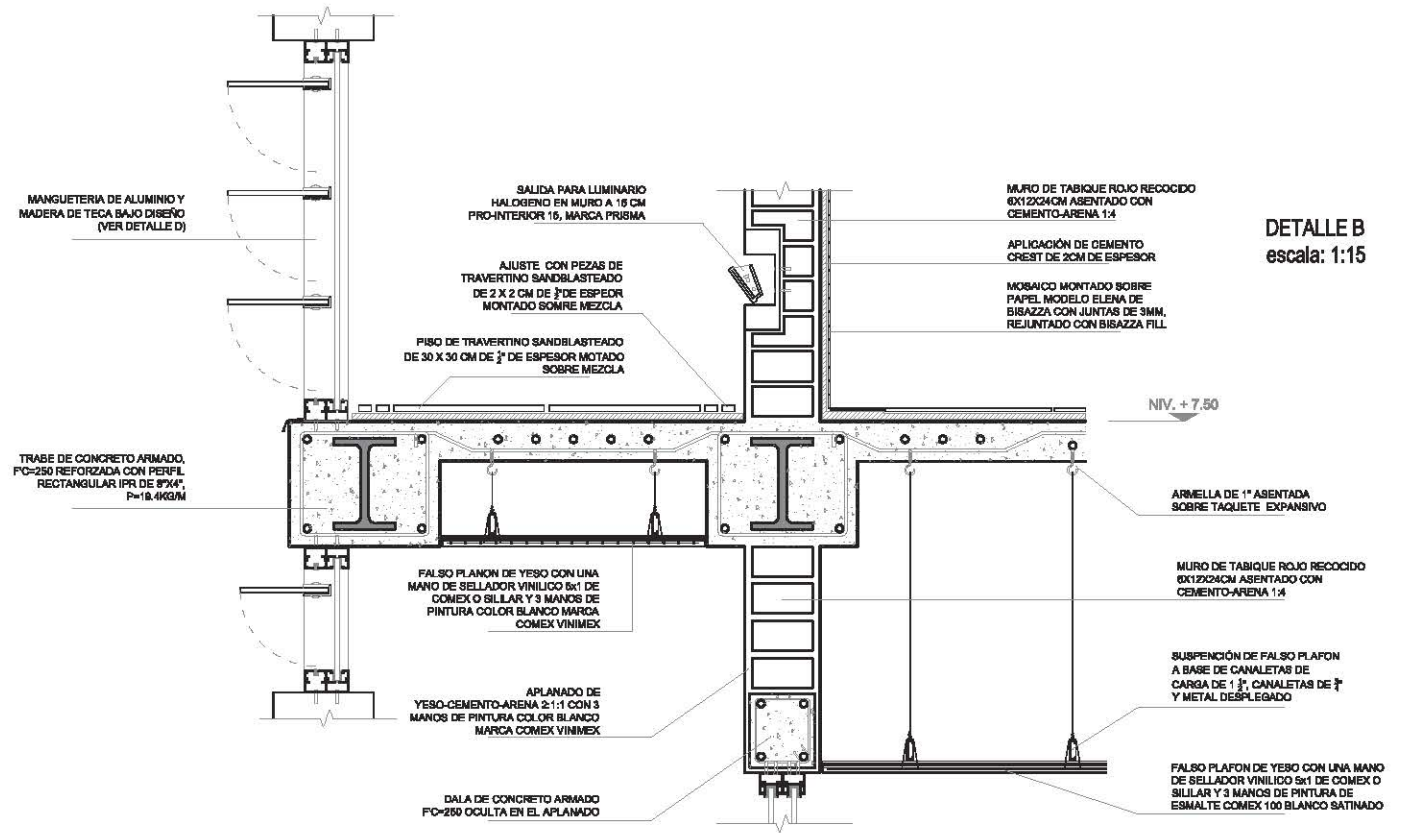 MANGUETERIA DE ALUMINIO Y
MADERA DE TECA BAJO DISEÑO
(VER DETALLE D)
SALIDA PARA LUMINARIO
HALOGENO EN MURO A 15 CM
PRO-INTERIOR 15, MARCA PRISMA
AJUSTE CON PEZAS DE
TRAVERTINO SANDBLASTEADO
DE 2 X 2 CM DE ½"DE ESPEOR
MONTADO SOMRE MEZCLA
PISO DE TRAVERTINO SANDBLASTEADO
DE 30 X 30 CM DE ½" DE ESPESOR MOTADO
SOBRE MEZCLA
MURO DE TABIQUE ROJO RECOCIDO
6X12X24CM ASENTADO CON
CEMENTO-ARENA 1:4
APLICACIÓN DE CEMENTO
CREST DE 2CM DE ESPESOR
MOSAICO MONTADO SOBRE
PAPEL MODELO ELENA DE
BISAZZA CON JUNTAS DE 3MM,
REJUNTADO CON BISAZZA FILL
DETALLE B
escala: 1:15
NIV. + 7.50
TRABE DE CONCRETO ARMADO,
F'C=250 REFORZADA CON PERFIL
RECTANGULAR IPR DE 8"X4",
P=19.4KG/M
ARMELLA DE 1" ASENTADA
SOBRE TAQUETE EXPANSIVO
FALSO PLANON DE YESO CON UNA
MANO DE SELLADOR VINILICO 5x1 DE
COMEX O SILILAR Y 3 MANOS DE
PINTURA COLOR BLANCO MARCA
COMEX VINIMEX
MURO DE TABIQUE ROJO RECOCIDO
6X12X24CM ASENTADO CON
CEMENTO-ARENA 1:4
APLANADO DE
YESO-CEMENTO-ARENA 2:1:1 CON 3
MANOS DE PINTURA COLOR BLANCO
MARCA COMEX VINIMEX
SUSPENCIÓN DE FALSO PLAFON
A BASE DE CANALETAS DE
CARGA DE 1 ½", CANALETAS DE ¾"
Y METAL DESPLEGADO
DALA DE CONCRETO ARMADO
F'C=250 OCULTA EN EL APLANADO
FALSO PLAFON DE YESO CON UNA MANO
DE SELLADOR VINILICO 5x1 DE COMEX O
SILILAR Y 3 MANOS DE PINTURA DE
ESMALTE COMEX 100 BLANCO SATINADO